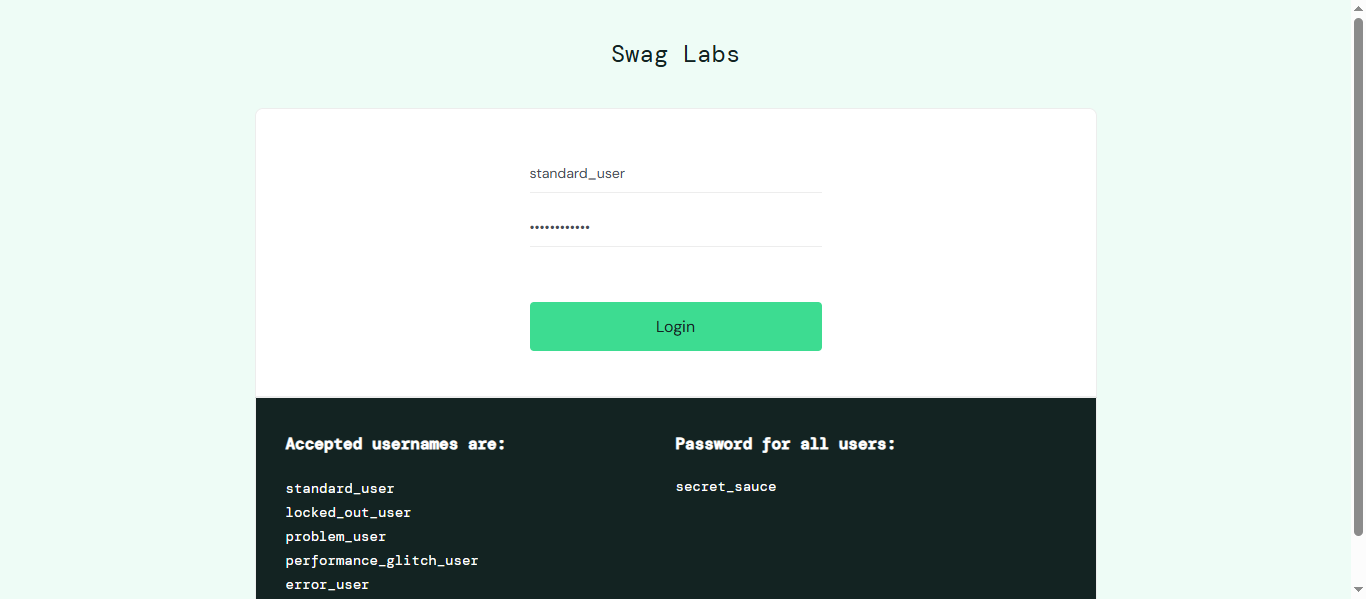 Swag Labs
standard_user
••••••••••••
Login
Accepted usernames are:
standard_user
locked_out_user
problem_user
performance_glitch_user
error_user
Password for all users:
secret_sauce